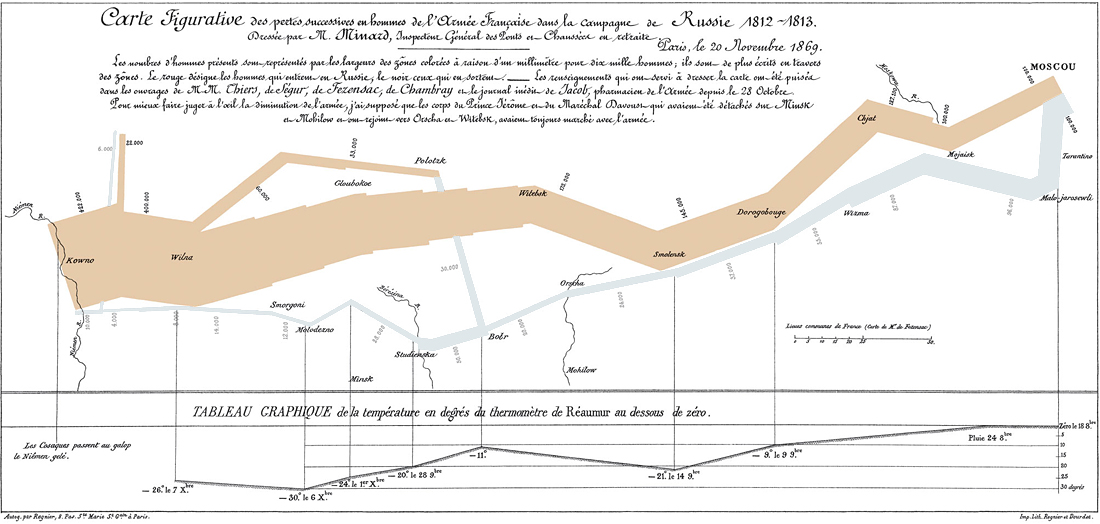 Carte Figurative des pertes successives en hommes de l'Armée Française dans la campagne de Russie 1812–1813.
Dressée par M. Minard, Inspecteur Général des Ponts et Chaussées en retraite.
Paris, le 20 Novembre 1869.
Les nombres d'hommes présents sont représentés par les largeurs des zônes colorées à raison d'un millimètre pour dix mille hommes; ils sont de plus écrits en travers
des zônes. Le rouge désigne les hommes qui entrent en Russie, le noir ceux qui en sortent. Les renseignements qui ont servi à dresser la carte ont été puisés
dans les ouvrages de M.M. Thiers, de Ségur, de Fezensac, de Chambray et le journal inédit de Jacob, pharmacien de l'Armée depuis le 28 Octobre.
Pour mieux faire juger à l'œil la diminution de l'armée, j'ai supposé que les corps du Prince Jérôme et du Maréchal Davoust qui avaient été détachés sur Minsk
et Mohilow et ont rejoint vers Orscha et Witebsk, avaient toujours marché avec l'armée.
MOSCOU
100.000
100.000
Moskowa R.
127.100
100.000
Chjat
Mojaisk
Tarantino
Malo-jarosewli
6.000
22.000
33.000
Polotzk
Gloubokoe
60.000
422.000
400.000
175.000
Witebsk
145.000
Dorogobouge
Wizma
55.000
96.000
Niémen R.
Kowno
Wilna
Smolensk
37.000
30.000
Orscha
24.000
Smorgoni
Bérézina R.
Molodezno
10.000
4.000
8.000
14.000
12.000
Studienska
50.000
Bobr
20.000
Niémen R.
Minsk
Mohilow
Lieues communes de France (Carte de M. de Fezensac)
0 5 10 15 20 25 50.
TABLEAU GRAPHIQUE de la température en degrés du thermomètre de Réaumur au dessous de zéro.
Les Cosaques passent au galop
le Niémen gelé.
Zéro le 18 8.bre
Pluie 24 8.bre
5
10
15
20
25
30 degrés
— 9.° le 9 9.bre
— 21.° le 14 9.bre
— 11.°
— 20.° le 28 9.bre
— 24. le 1.er X.bre
— 30.° le 6 X.bre
— 26.° le 7 X.bre
Autog. par Regnier, 8. Pas. S.te Marie S.t G.ain à Paris.
Imp. Lith. Regnier et Dourdet.